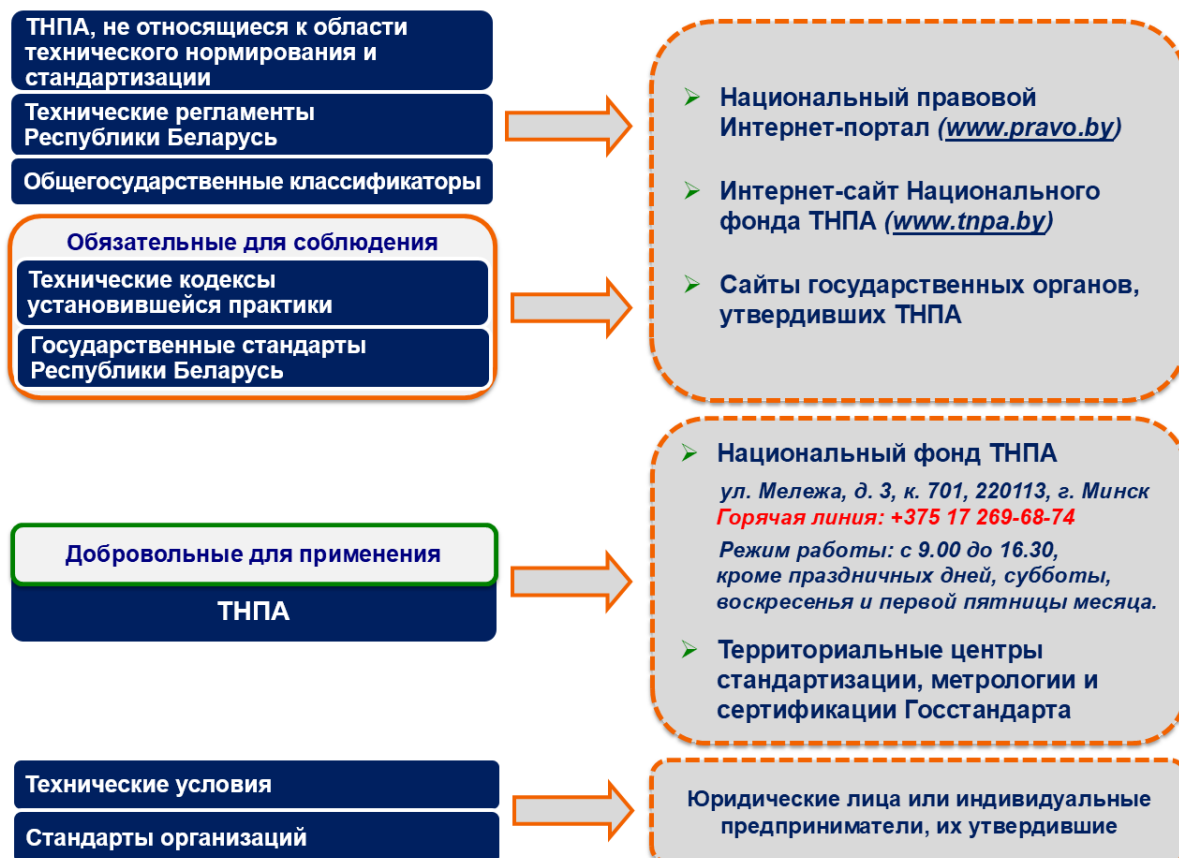 ТНПА, не относящиеся к области
технического нормирования и
стандартизации
Технические регламенты
Республики Беларусь
Общегосударственные классификаторы
Обязательные для соблюдения
Технические кодексы
установившейся практики
Государственные стандарты
Республики Беларусь
Национальный правовой
Интернет-портал (www.pravo.by)
Интернет-сайт Национального
фонда ТНПА (www.tnpa.by)
Сайты государственных органов,
утвердивших ТНПА
Добровольные для применения
ТНПА
Национальный фонд ТНПА
ул. Мележа, д. 3, к. 701, 220113, г. Минск
Горячая линия: +375 17 269-68-74
Режим работы: с 9.00 до 16.30,
кроме праздничных дней, субботы,
воскресенья и первой пятницы месяца.
Территориальные центры
стандартизации, метрологии и
сертификации Госстандарта
Технические условия
Стандарты организаций
Юридические лица или индивидуальные
предприниматели, их утвердившие